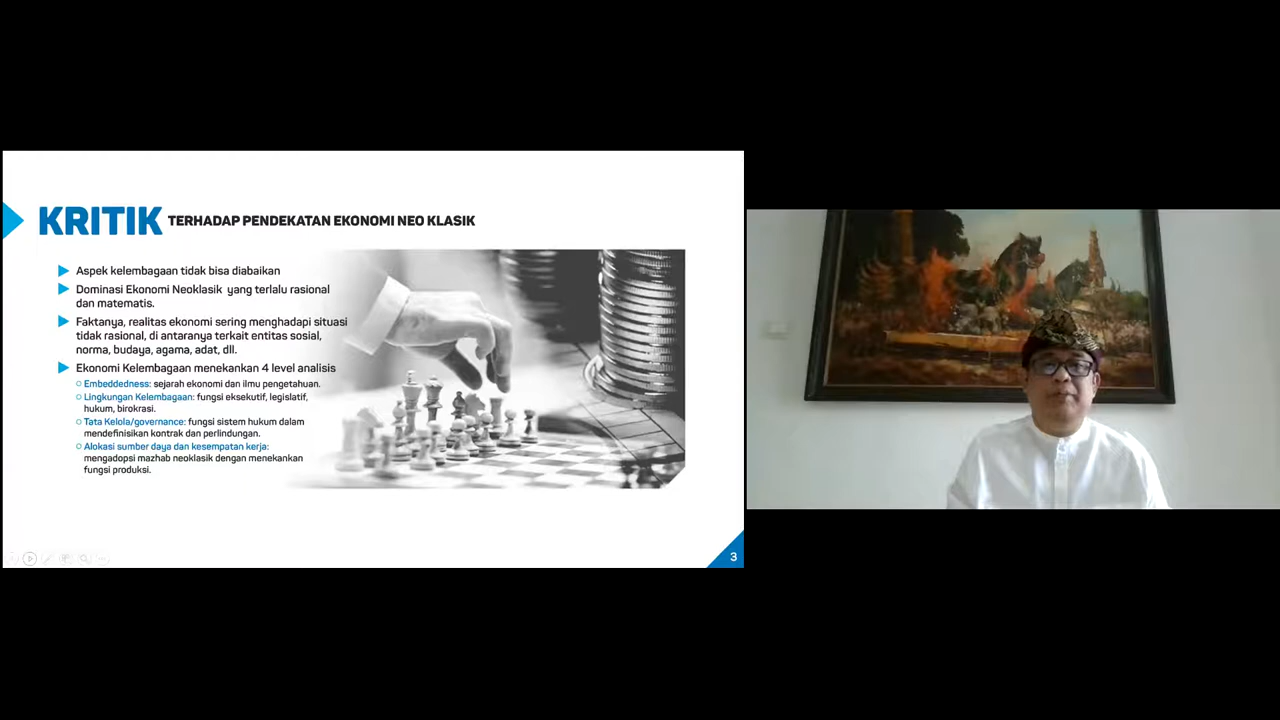 KRITIK TERHADAP PENDEKATAN EKONOMI NEO KLASIK
Aspek kelembagaan tidak bisa diabaikan
Dominasi Ekonomi Neoklasik yang terlalu rasional
dan matematis.
Faktanya, realitas ekonomi sering menghadapi situasi
tidak rasional, di antaranya terkait entitas sosial,
norma, budaya, agama, adat, dll.
Ekonomi Kelembagaan menekankan 4 level analisis
Embeddedness: sejarah ekonomi dan ilmu pengetahuan.
Lingkungan Kelembagaan: fungsi eksekutif, legislatif,
hukum, birokrasi.
Tata Kelola/governance: fungsi sistem hukum dalam
mendefinisikan kontrak dan perlindungan.
Alokasi sumber daya dan kesempatan kerja:
mengadopsi mazhab neoklasik dengan menekankan
fungsi produksi.
3